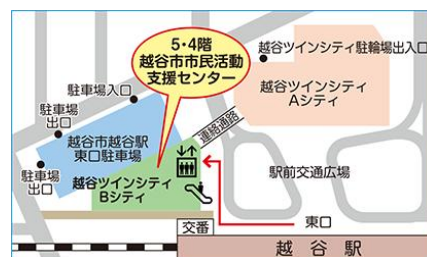 5・4階
越谷市市民活動
支援センター
越谷ツインシティ駐輪場出入口
越谷ツインシティ
Aシティ
駐車場入口
駐車場
出口
越谷市越谷駅
東口駐車場
連絡通路
駐車場
出口
越谷ツインシティ
Bシティ
駅前交通広場
交番
東口
越谷駅